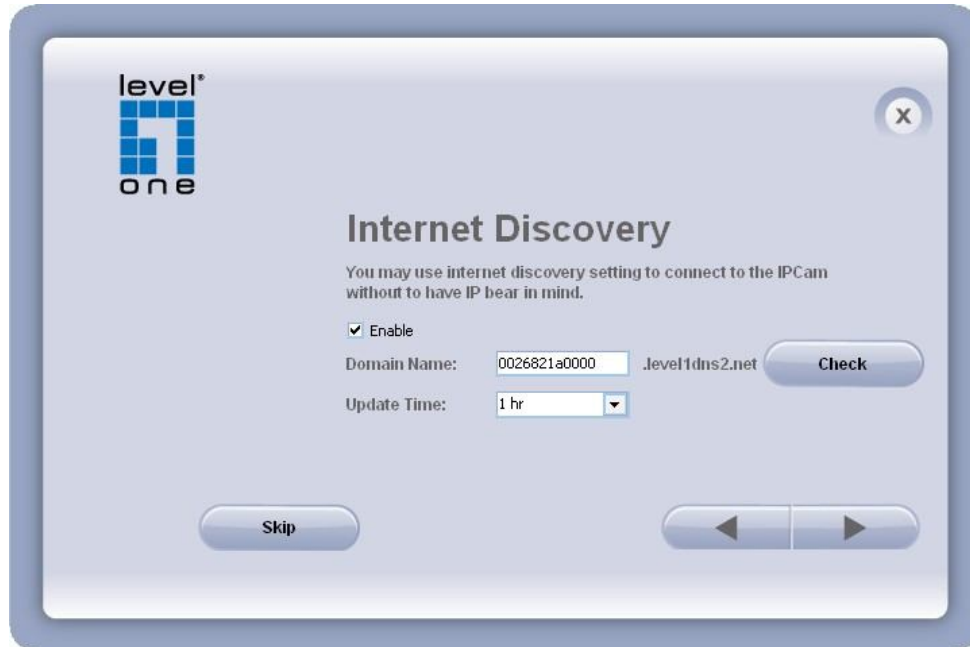 level®
one
X
Internet Discovery
You may use internet discovery setting to connect to the IPCam
without to have IP bear in mind.
Enable
Domain Name: 0026821a0000 .level1dns2.net Check
Update Time: 1 hr
Skip